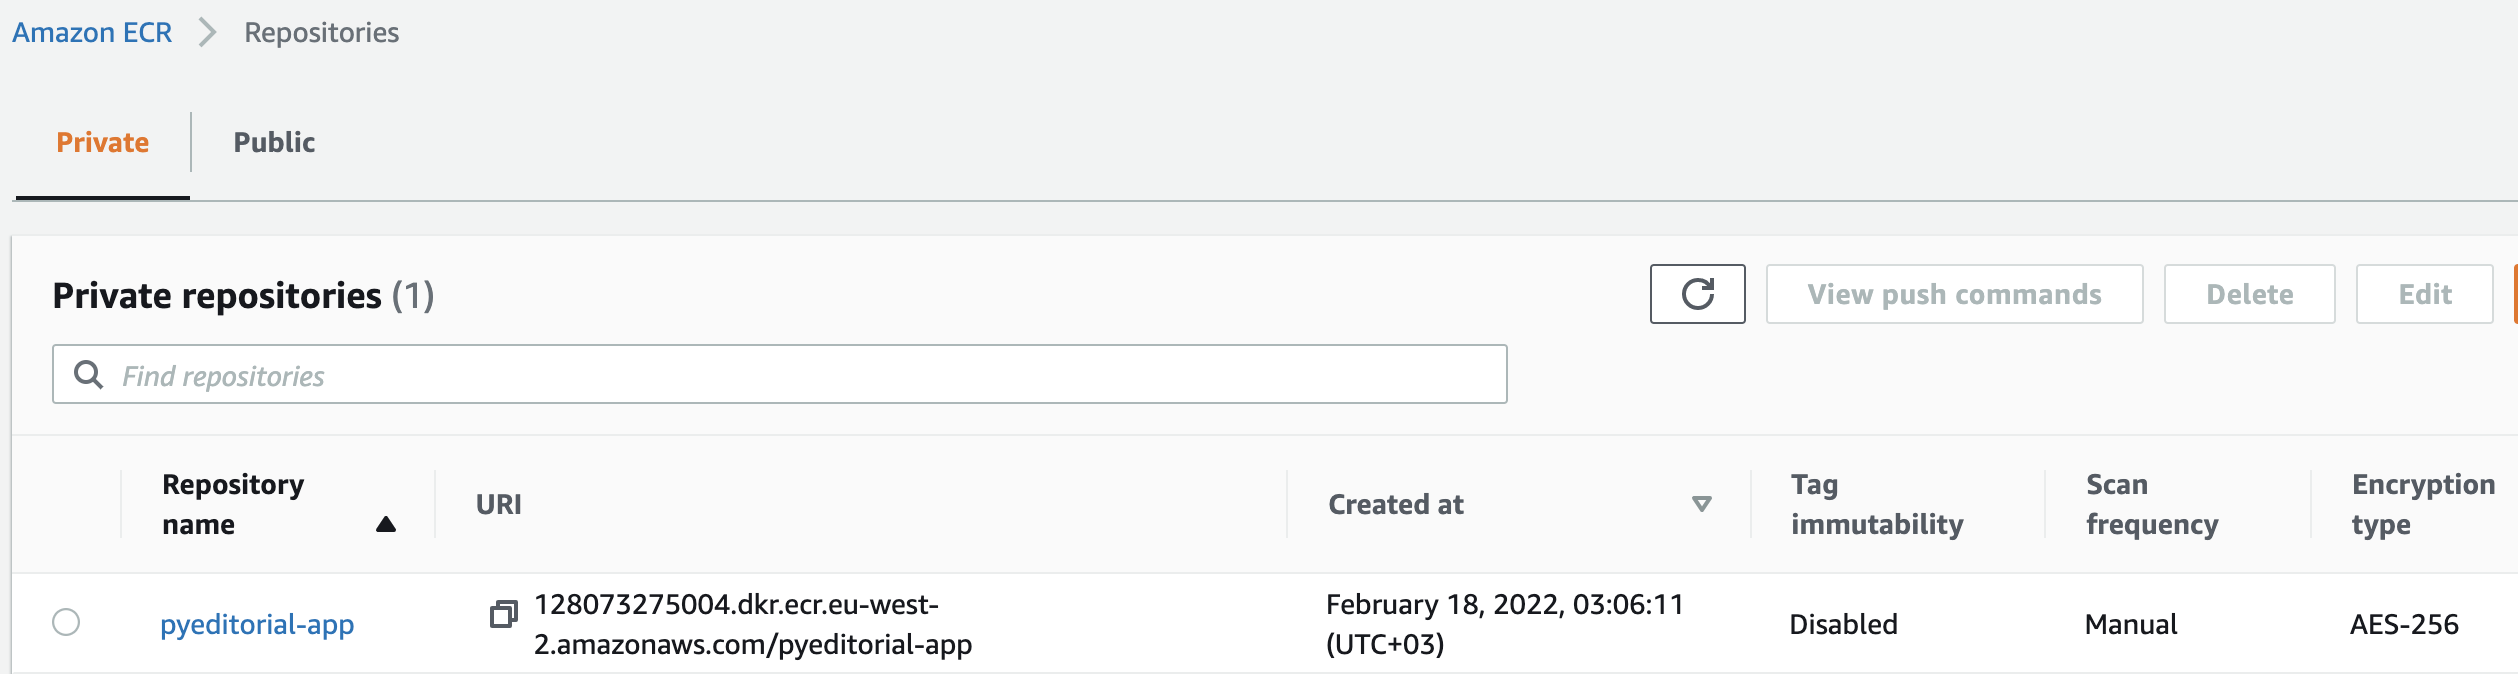 Amazon ECR Repositories
Private Public
Private repositories (1)
View push commands Delete Edit
Find repositories
Repository name URI Created at Tag immutability Scan frequency Encryption type
pyeditorial-app
128073275004.dkr.ecr.eu-west-
2.amazonaws.com/pyeditorial-app
February 18, 2022, 03:06:11
(UTC+03)
Disabled Manual AES-256